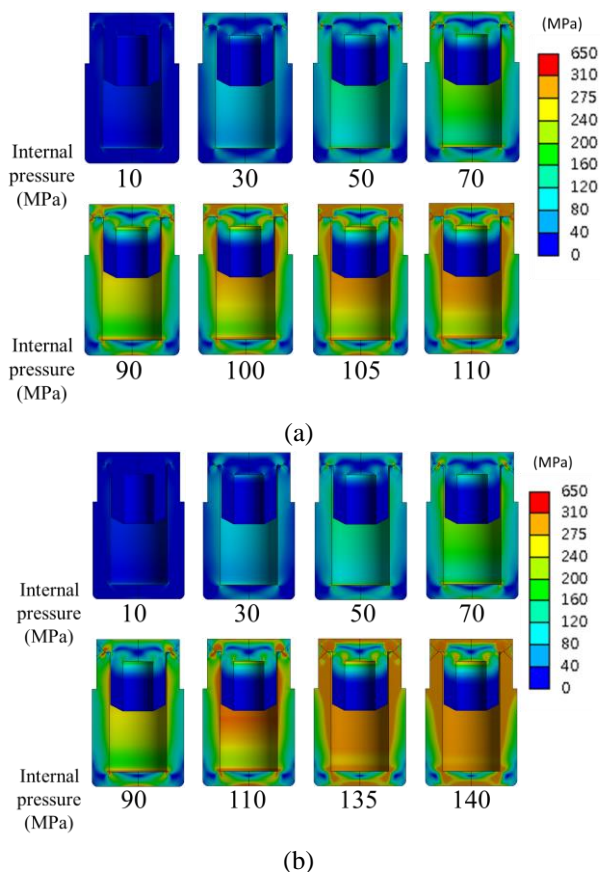 (MPa)
650
310
275
240
200
160
120
80
40
0
Internal
pressure
(MPa)
10 30 50 70
Internal
pressure
(MPa)
90 100 105 110
(a)
(MPa)
650
310
275
240
200
160
120
80
40
0
Internal
pressure
(MPa)
10 30 50 70
Internal
pressure
(MPa)
90 110 135 140
(b)